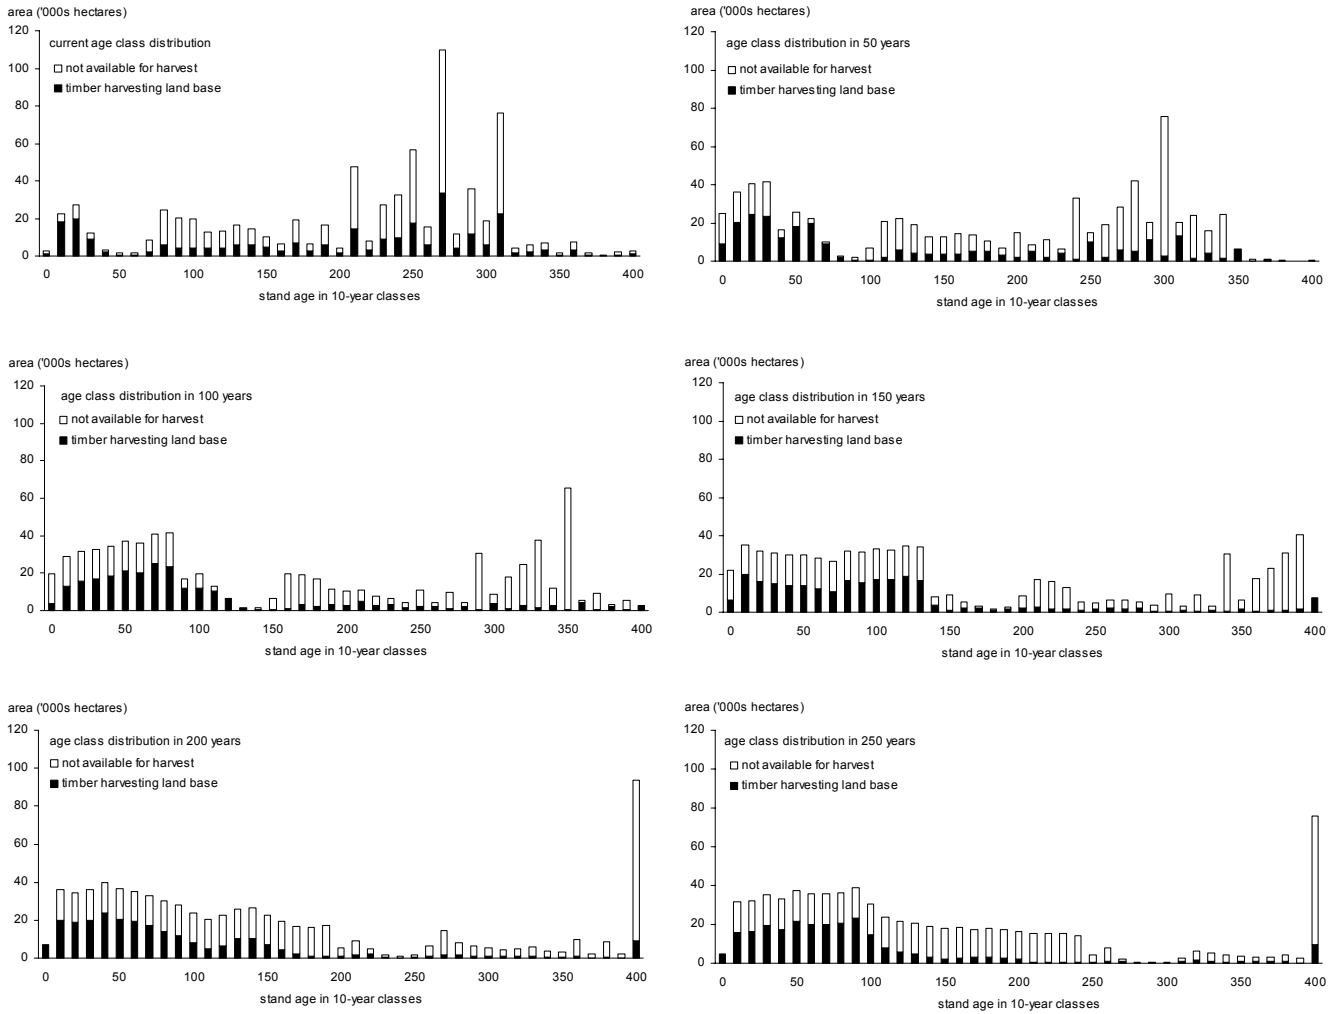 area ('000s hectares)
120
100
80
60
40
20
0
current age class distribution
not available for harvest
timber harvesting land base
0 50 100 150 200 250 300 350 400
stand age in 10-year classes
area ('000s hectares)
120
100
80
60
40
20
0
age class distribution in 50 years
not available for harvest
timber harvesting land base
0 50 100 150 200 250 300 350 400
stand age in 10-year classes
area ('000s hectares)
120
100
80
60
40
20
0
age class distribution in 100 years
not available for harvest
timber harvesting land base
0 50 100 150 200 250 300 350 400
stand age in 10-year classes
area ('000s hectares)
120
100
80
60
40
20
0
age class distribution in 150 years
not available for harvest
timber harvesting land base
0 50 100 150 200 250 300 350 400
stand age in 10-year classes
area ('000s hectares)
120
100
80
60
40
20
0
age class distribution in 200 years
not available for harvest
timber harvesting land base
0 50 100 150 200 250 300 350 400
stand age in 10-year classes
area ('000s hectares)
120
100
80
60
40
20
0
age class distribution in 250 years
not available for harvest
timber harvesting land base
0 50 100 150 200 250 300 350 400
stand age in 10-year classes